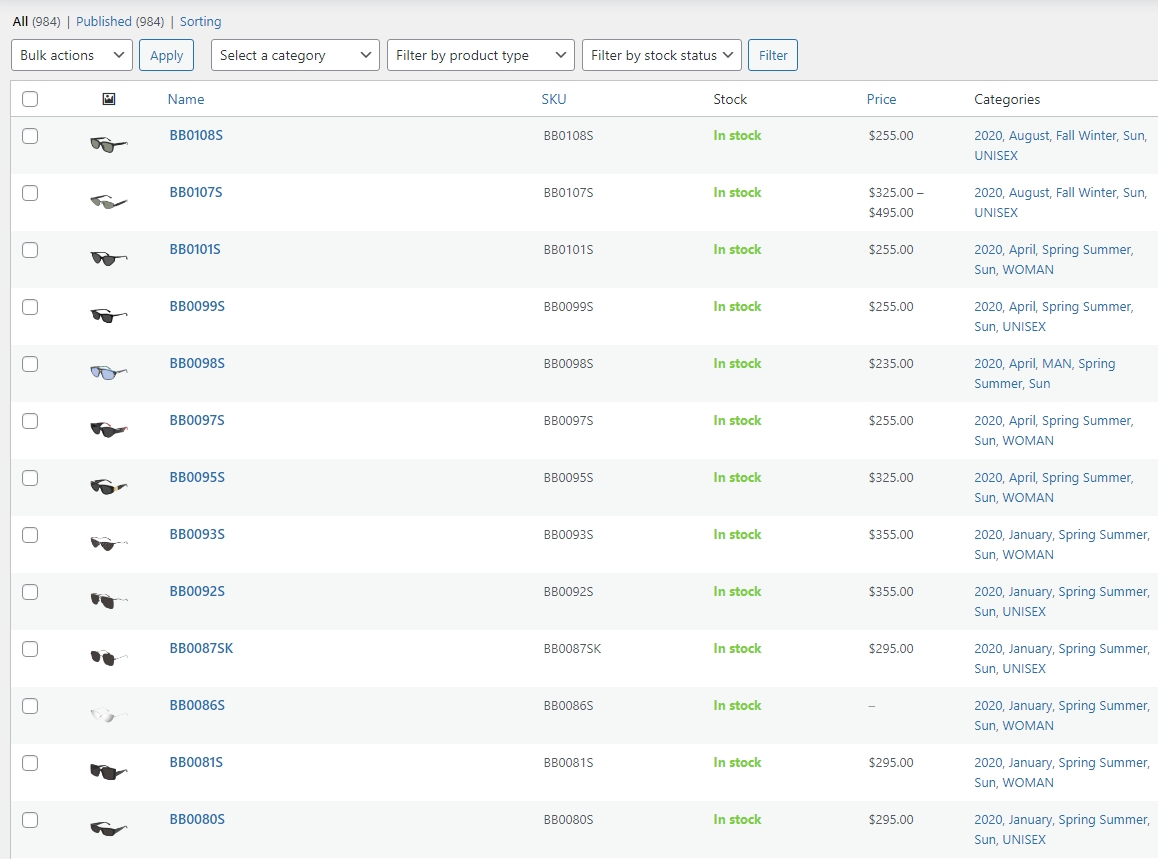 All (984) | Published (984) | Sorting
Bulk actions Apply Select a category Filter by product type Filter by stock status Filter
Name SKU Stock Price Categories
BB0108S BB0108S In stock $255.00 2020, August, Fall Winter, Sun,
UNISEX
BB0107S BB0107S In stock $325.00 – 2020, August, Fall Winter, Sun,
$495.00 UNISEX
BB0101S BB0101S In stock $255.00 2020, April, Spring Summer,
Sun, WOMAN
BB0099S BB0099S In stock $255.00 2020, April, Spring Summer,
Sun, UNISEX
BB0098S BB0098S In stock $235.00 2020, April, MAN, Spring
Summer, Sun
BB0097S BB0097S In stock $255.00 2020, April, Spring Summer,
Sun, WOMAN
BB0095S BB0095S In stock $325.00 2020, April, Spring Summer,
Sun, WOMAN
BB0093S BB0093S In stock $355.00 2020, January, Spring Summer,
Sun, WOMAN
BB0092S BB0092S In stock $355.00 2020, January, Spring Summer,
Sun, UNISEX
BB0087SK BB0087SK In stock $295.00 2020, January, Spring Summer,
Sun, UNISEX
BB0086S BB0086S In stock – 2020, January, Spring Summer,
Sun, WOMAN
BB0081S BB0081S In stock $295.00 2020, January, Spring Summer,
Sun, WOMAN
BB0080S BB0080S In stock $295.00 2020, January, Spring Summer,
Sun, UNISEX